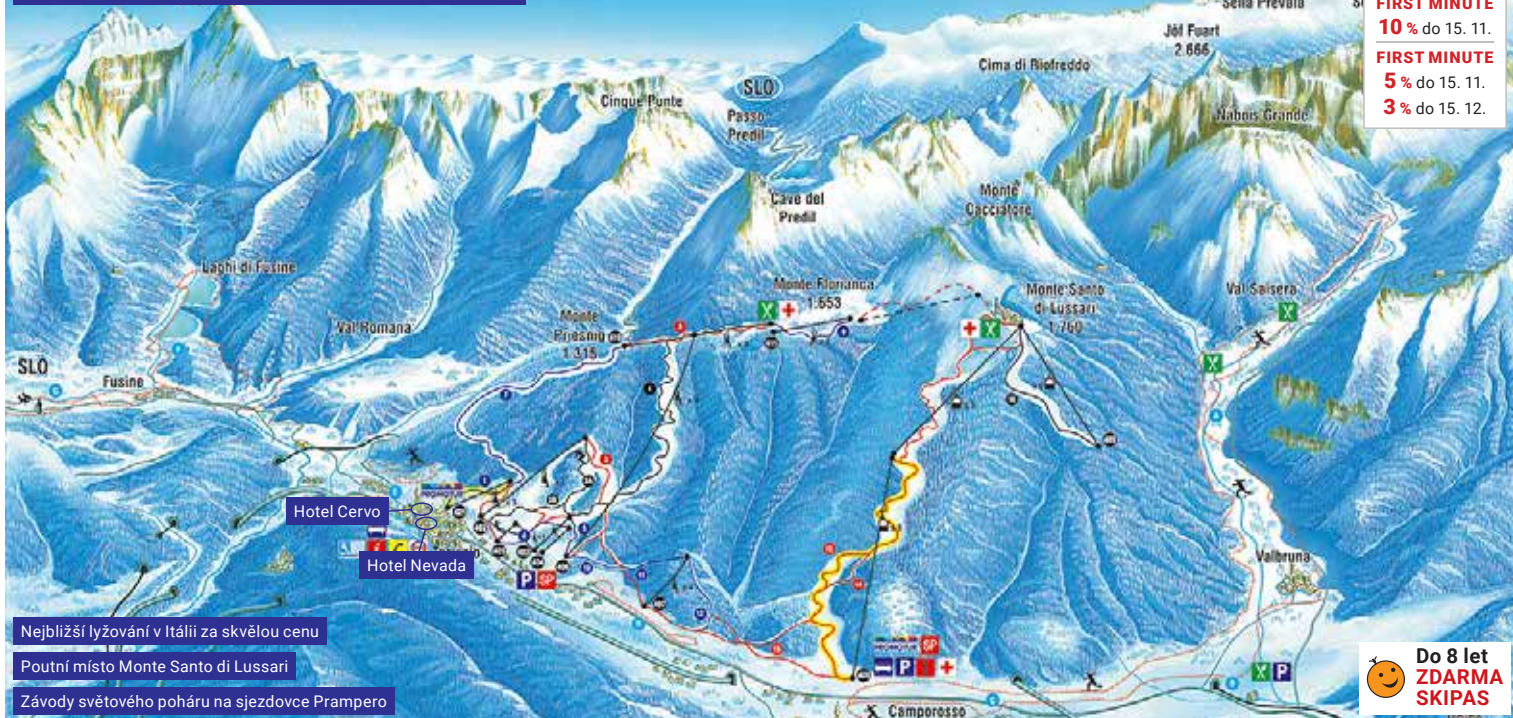 Sella Prevala
FIRST MINUTE
10 % do 15. 11.
FIRST MINUTE
5 % do 15. 11.
3 % do 15. 12.
Jôf Fuart
2.666
Cima di Riofreddo
SLO
Cinque Punte
Passo
Predil
Nabois Grande
Cave del
Predil
Monte
Cacciatore
Laghi di Fusine
Monte Florianca
1.653
Monte Santo
di Lussari
1.760
Val Saisera
Val Romana
Monte
Priesnig
1.315
SLO
Fusine
Hotel Cervo
Hotel Nevada
P SP
Valbruna
Nejbližší lyžování v Itálii za skvělou cenu
Poutní místo Monte Santo di Lussari
Závody světového poháru na sjezdovce Prampero
PROMOTUR SP
P
P
Camporosso
Do 8 let
ZDARMA
SKIPAS